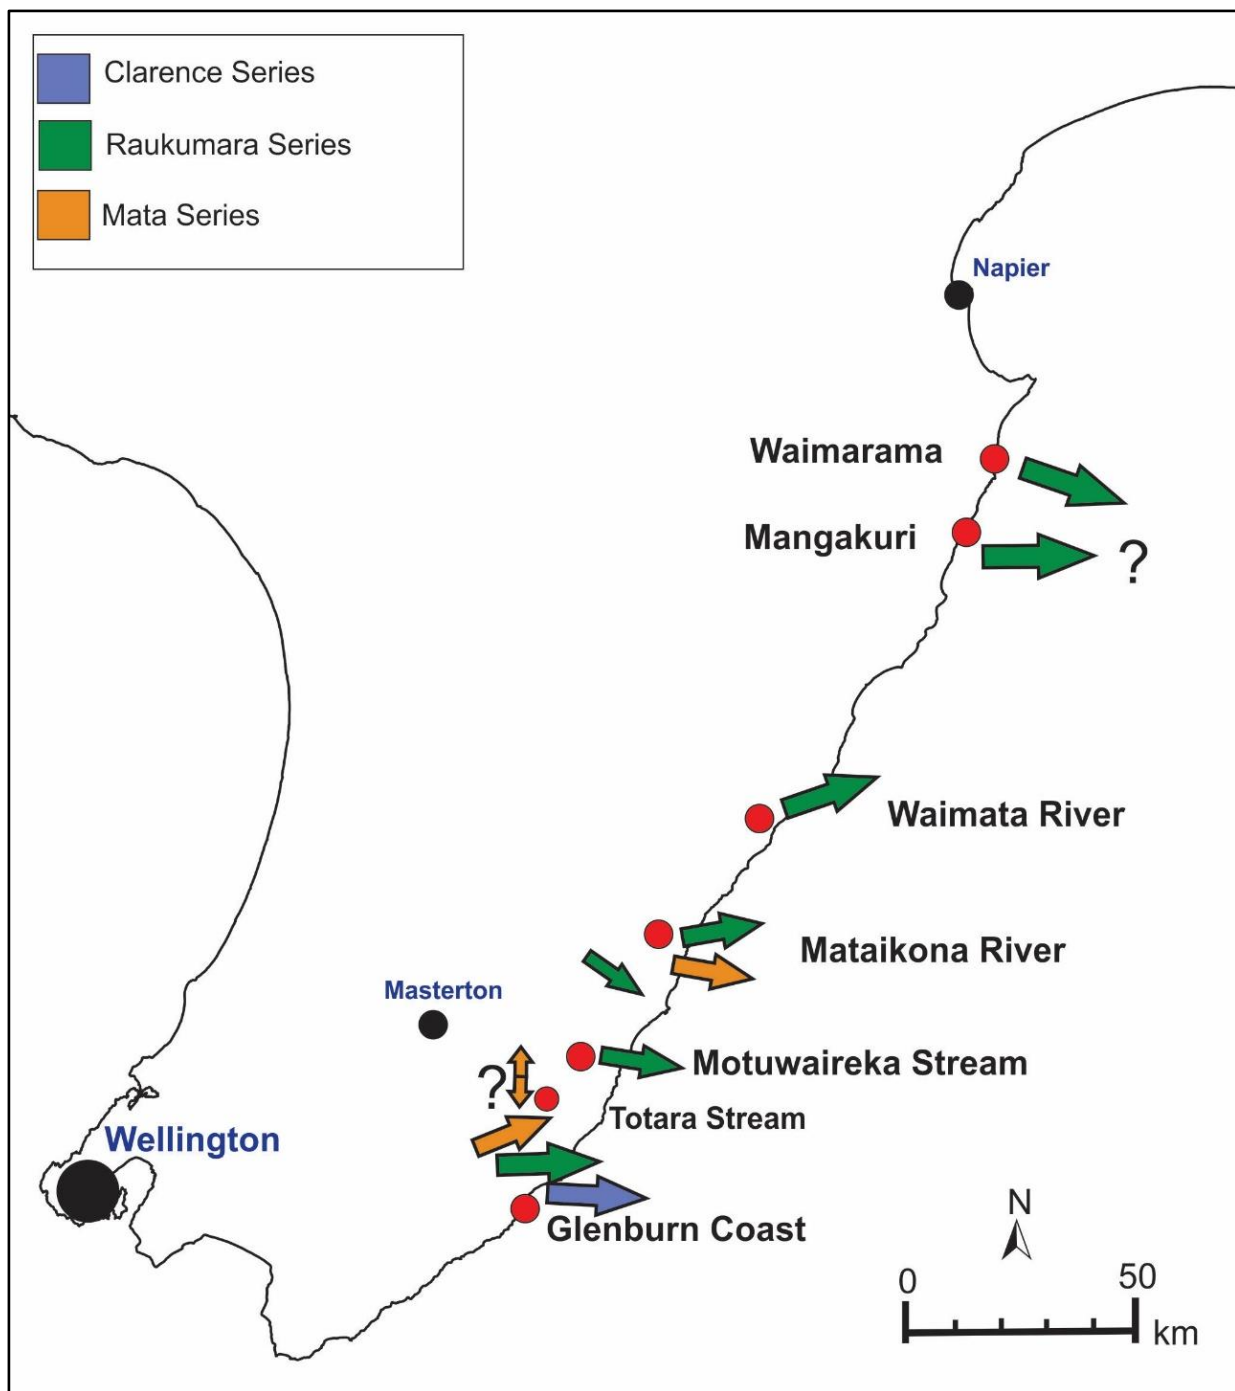 Clarence Series
Raukumara Series
Mata Series
Napier
Waimarama
Mangakuri
?
Waimata River
Mataikona River
Masterton
Motuwaireka Stream
?
Totara Stream
Wellington
Glenburn Coast
N
0 50
km